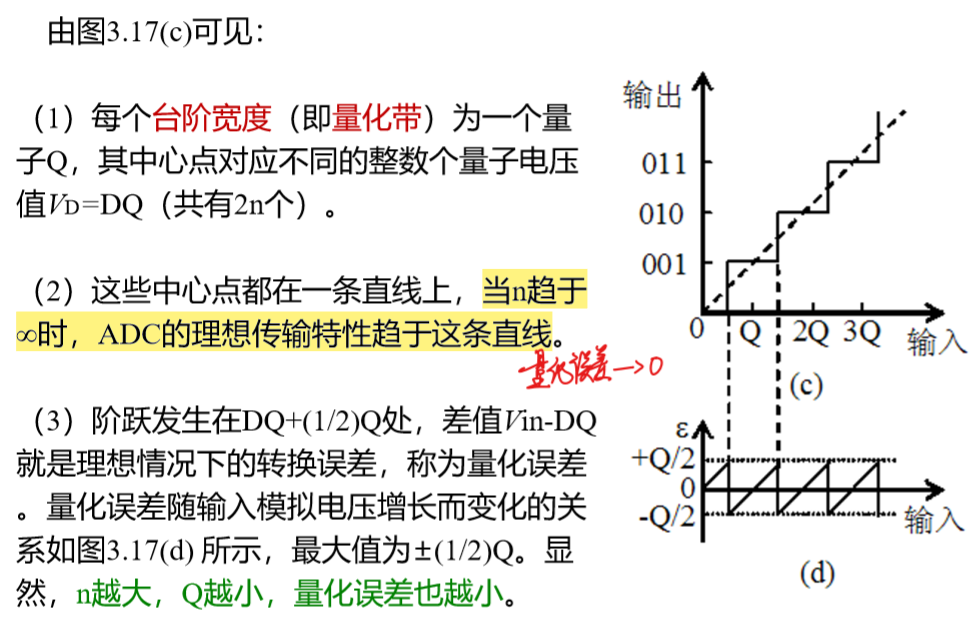 由图3.17(c)可见：
（1）每个台阶宽度（即量化带）为一个量
子Q，其中心点对应不同的整数个量子电压
值VD=DQ（共有2n个）。
（2）这些中心点都在一条直线上，当n趋于
∞时，ADC的理想传输特性趋于这条直线。
量化误差→0
（3）阶跃发生在DQ+(1/2)Q处，差值Vin-DQ
就是理想情况下的转换误差，称为量化误差
。量化误差随输入模拟电压增长而变化的关
系如图3.17(d) 所示，最大值为±(1/2)Q。显
然，n越大，Q越小，量化误差也越小。
输出
011
010
001
0 Q 2Q 3Q 输入
(c)
ε
+Q/2
0
-Q/2 输入
(d)